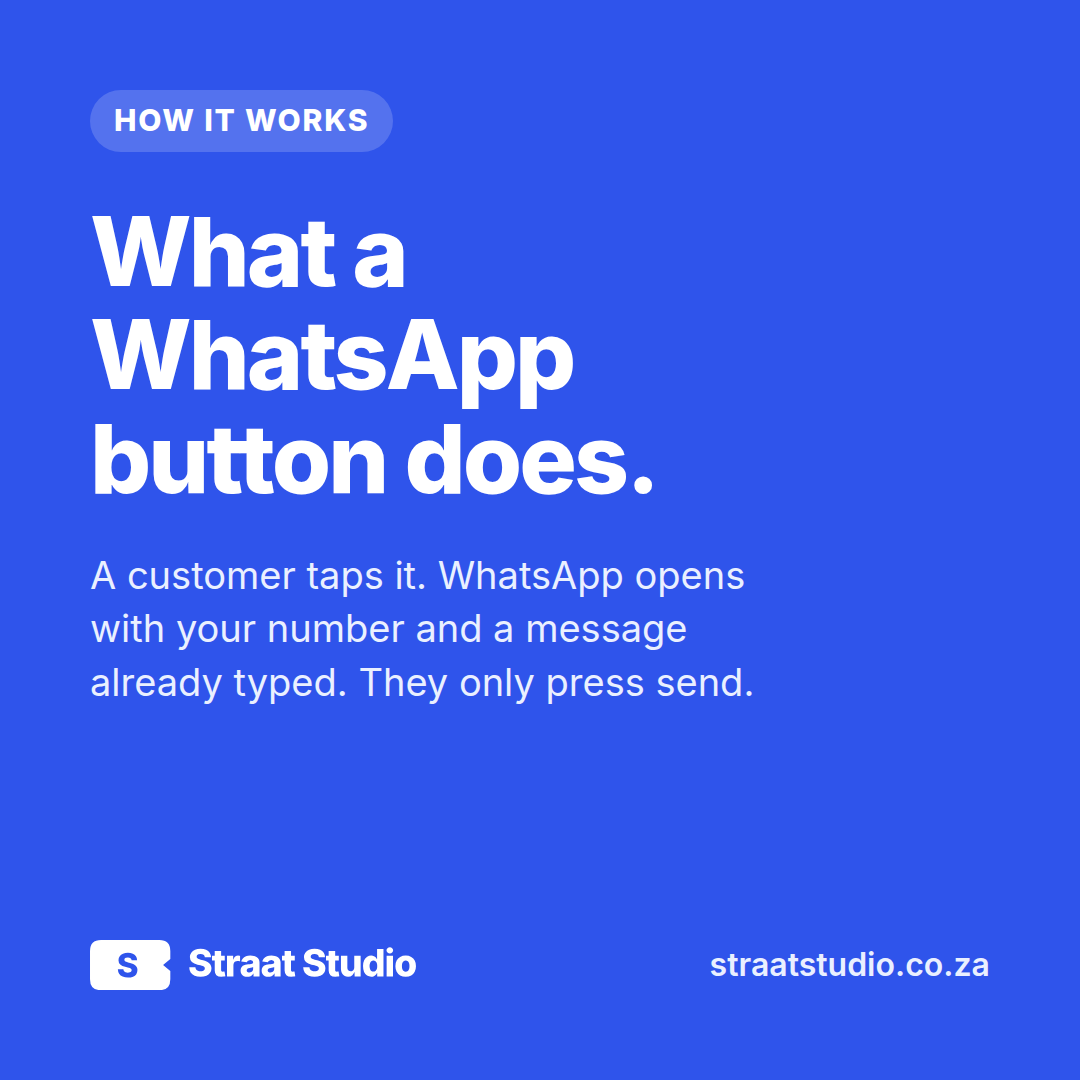 HOW IT WORKS
What a
WhatsApp
button does.
A customer taps it. WhatsApp opens
with your number and a message
already typed. They only press send.
S Straat Studio
straatstudio.co.za